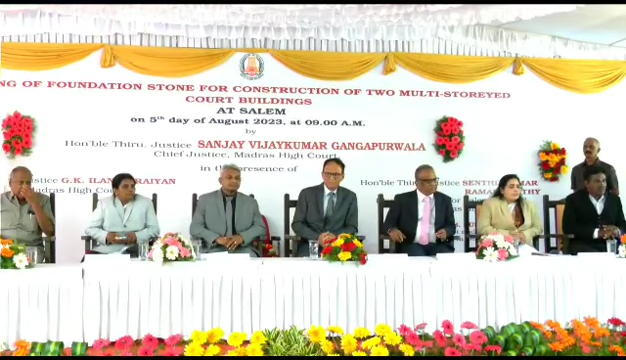 NG OF FOUNDATION STONE FOR CONSTRUCTION OF TWO MULTI-STOREYED
COURT BUILDINGS
AT SALEM
on 5th day of August 2023, at 09.00 A.M.
by
Hon'ble Thiru. Justice SANJAY VIJAYKUMAR GANGAPURWALA
Chief Justice, Madras High Court
in the presence of
Justice G.K. Hon'ble Thiru. Justice
Madras High